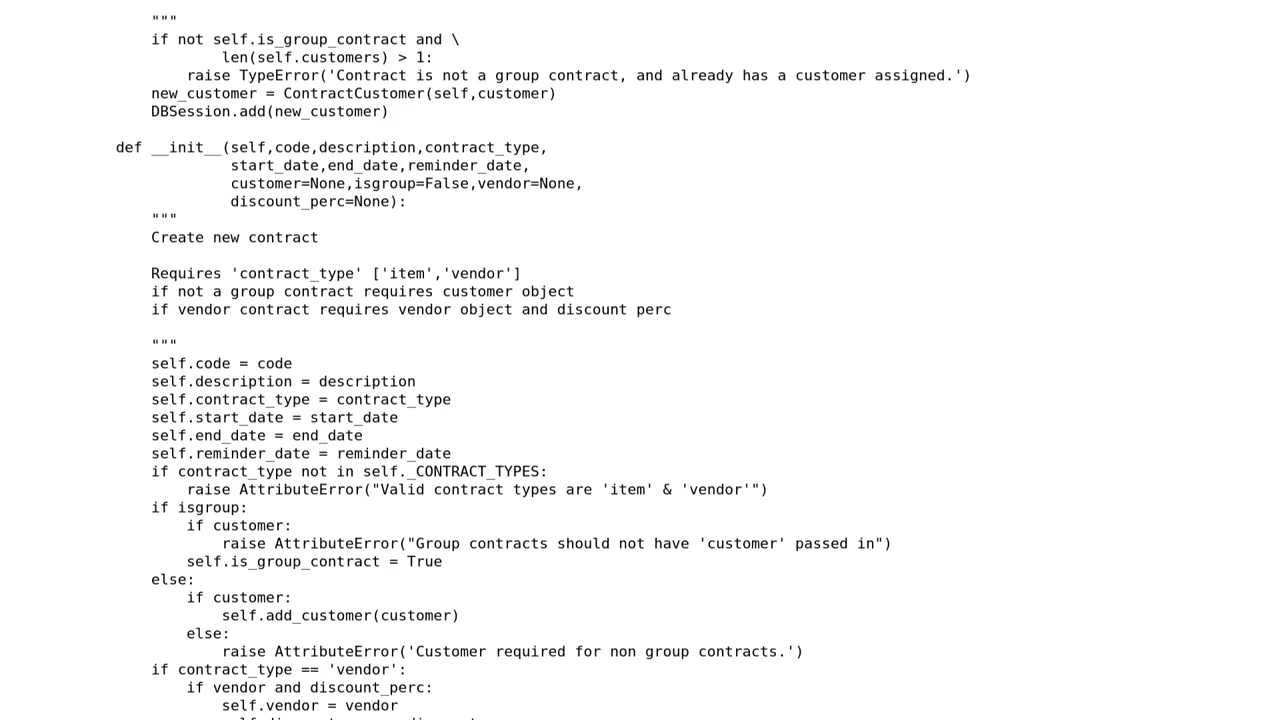 """
if not self.is_group_contract and \
len(self.customers) > 1:
raise TypeError('Contract is not a group contract, and already has a customer assigned.')
new_customer = ContractCustomer(self,customer)
DBSession.add(new_customer)
def __init__(self,code,description,contract_type,
start_date,end_date,reminder_date,
customer=None,isgroup=False,vendor=None,
discount_perc=None):
"""
Create new contract
Requires 'contract_type' ['item','vendor']
if not a group contract requires customer object
if vendor contract requires vendor object and discount perc
"""
self.code = code
self.description = description
self.contract_type = contract_type
self.start_date = start_date
self.end_date = end_date
self.reminder_date = reminder_date
if contract_type not in self._CONTRACT_TYPES:
raise AttributeError("Valid contract types are 'item' & 'vendor'")
if isgroup:
if customer:
raise AttributeError("Group contracts should not have 'customer' passed in")
self.is_group_contract = True
else:
if customer:
self.add_customer(customer)
else:
raise AttributeError('Customer required for non group contracts.')
if contract_type == 'vendor':
if vendor and discount_perc:
self.vendor = vendor